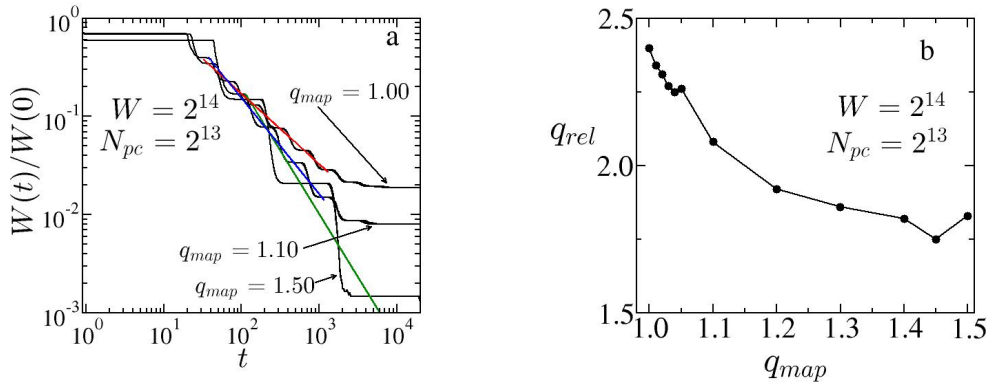 a
10^0
10^-1
10^-2
10^-3
W(t)/W(0)
W = 2^14
N_pc = 2^13
q_map = 1.00
q_map = 1.10
q_map = 1.50
10^0 10^1 10^2 10^3 10^4
t
b
2.5
2.0
1.5
q_rel
W = 2^14
N_pc = 2^13
1.0 1.1 1.2 1.3 1.4 1.5
q_map